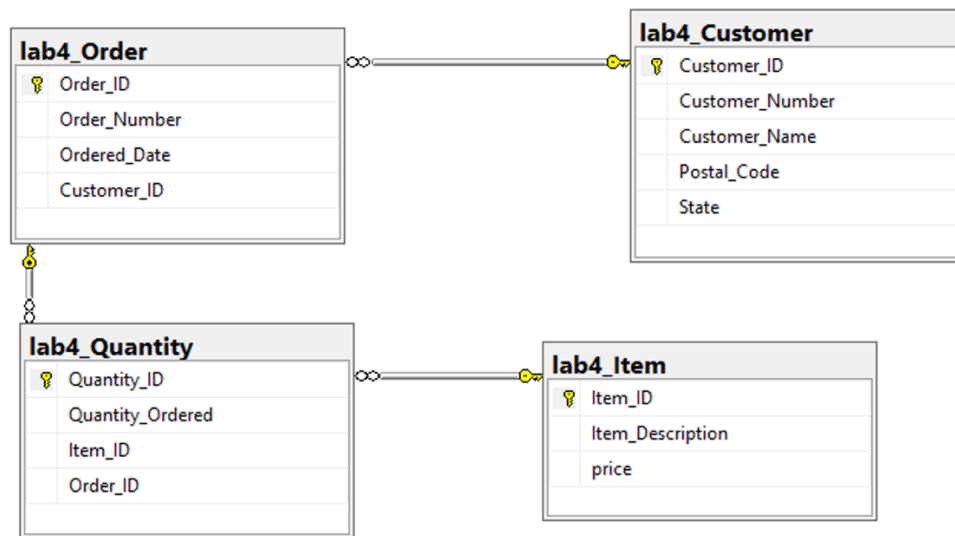 lab4_Order
Order_ID
Order_Number
Ordered_Date
Customer_ID
lab4_Customer
Customer_ID
Customer_Number
Customer_Name
Postal_Code
State
lab4_Quantity
Quantity_ID
Quantity_Ordered
Item_ID
Order_ID
lab4_Item
Item_ID
Item_Description
price